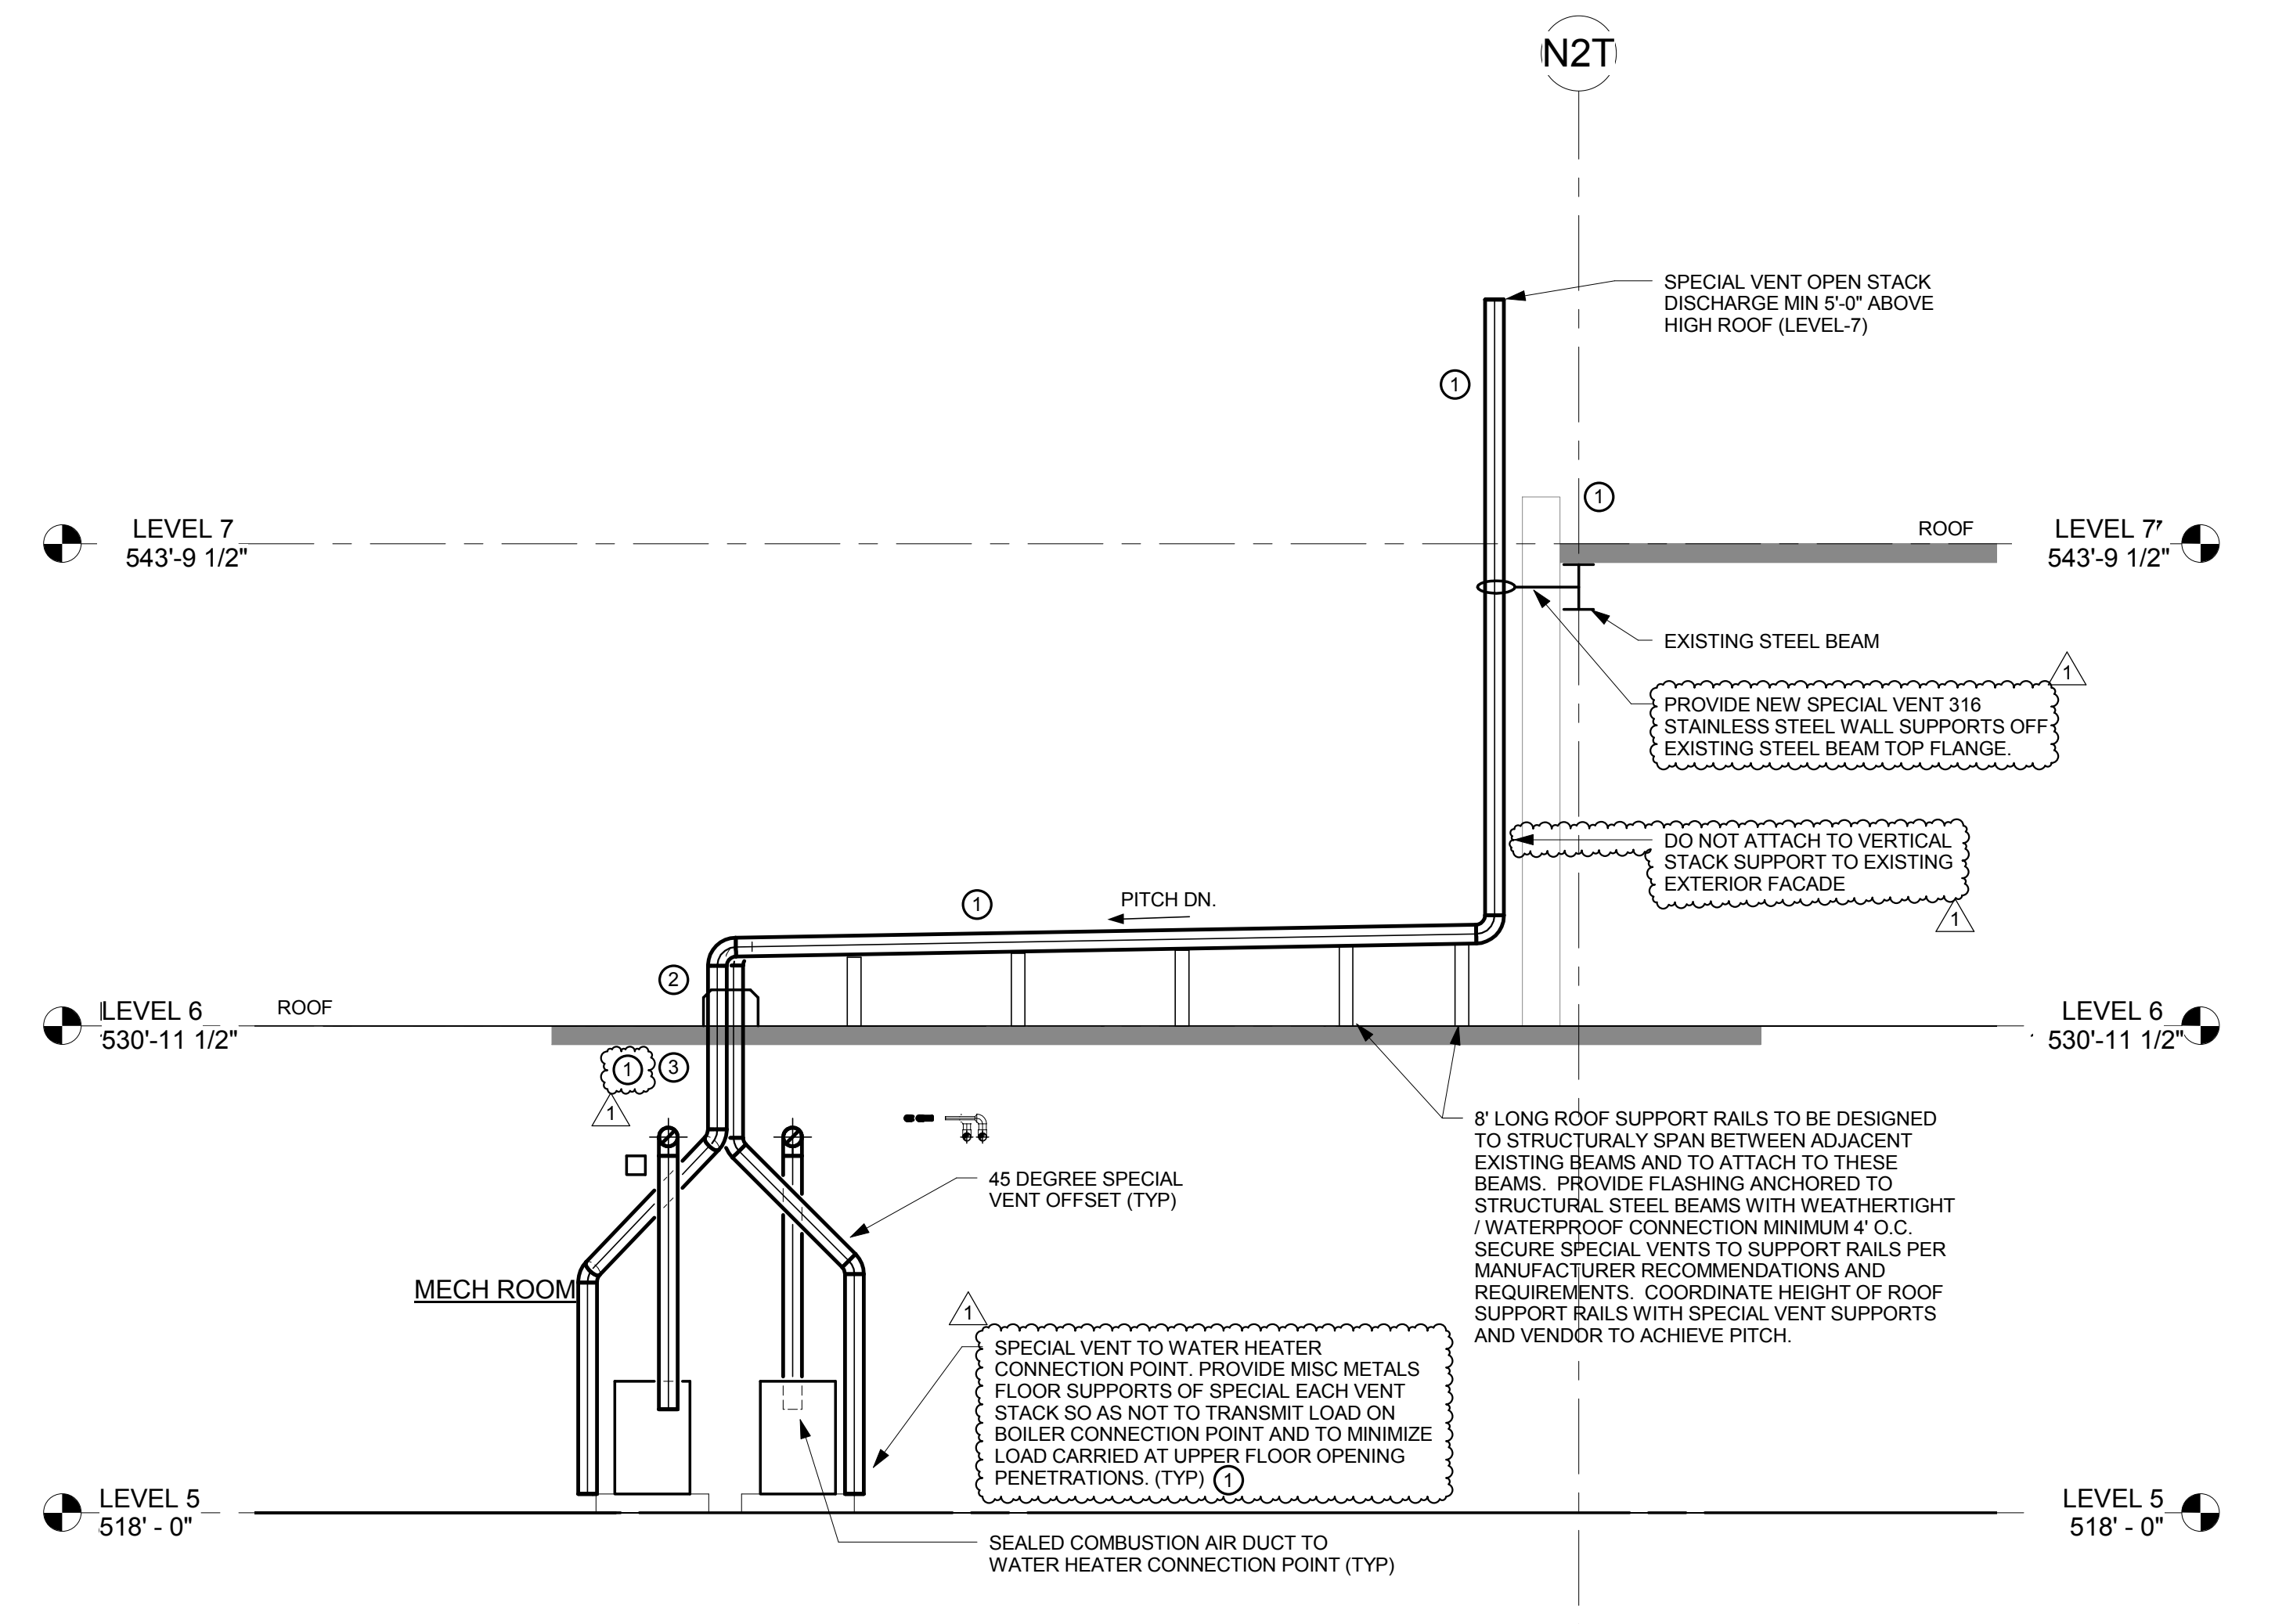 N2T
SPECIAL VENT OPEN STACK
DISCHARGE MIN 5'-0" ABOVE
HIGH ROOF (LEVEL-7)
1
1
LEVEL 7
543'-9 1/2"
ROOF
LEVEL 7
543'-9 1/2"
EXISTING STEEL BEAM
1
PROVIDE NEW SPECIAL VENT 316
STAINLESS STEEL WALL SUPPORTS OFF
EXISTING STEEL BEAM TOP FLANGE.
DO NOT ATTACH TO VERTICAL
STACK SUPPORT TO EXISTING
EXTERIOR FACADE
1
1
PITCH DN.
2
LEVEL 6
530'-11 1/2"
ROOF
LEVEL 6
530'-11 1/2"
1
3
1
8' LONG ROOF SUPPORT RAILS TO BE DESIGNED
TO STRUCTURALY SPAN BETWEEN ADJACENT
EXISTING BEAMS AND TO ATTACH TO THESE
BEAMS. PROVIDE FLASHING ANCHORED TO
STRUCTURAL STEEL BEAMS WITH WEATHERTIGHT
/ WATERPROOF CONNECTION MINIMUM 4' O.C.
SECURE SPECIAL VENTS TO SUPPORT RAILS PER
MANUFACTURER RECOMMENDATIONS AND
REQUIREMENTS. COORDINATE HEIGHT OF ROOF
SUPPORT RAILS WITH SPECIAL VENT SUPPORTS
AND VENDOR TO ACHIEVE PITCH.
45 DEGREE SPECIAL
VENT OFFSET (TYP)
MECH ROOM
1
SPECIAL VENT TO WATER HEATER
CONNECTION POINT. PROVIDE MISC METALS
FLOOR SUPPORTS OF SPECIAL EACH VENT
STACK SO AS NOT TO TRANSMIT LOAD ON
BOILER CONNECTION POINT AND TO MINIMIZE
LOAD CARRIED AT UPPER FLOOR OPENING
PENETRATIONS. (TYP) 1
LEVEL 5
518' - 0"
LEVEL 5
518' - 0"
SEALED COMBUSTION AIR DUCT TO
WATER HEATER CONNECTION POINT (TYP)